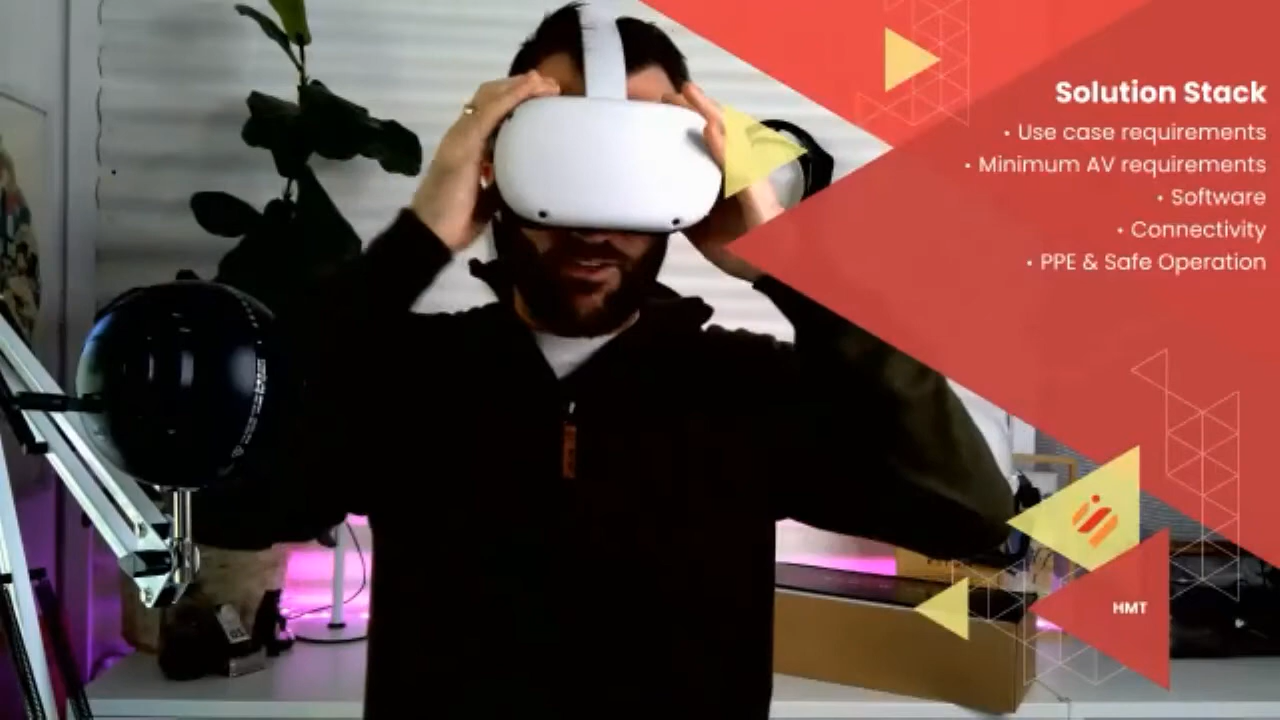 Solution Stack
• Use case requirements
• Minimum AV requirements
• Software
• Connectivity
• PPE & Safe Operation
HMT